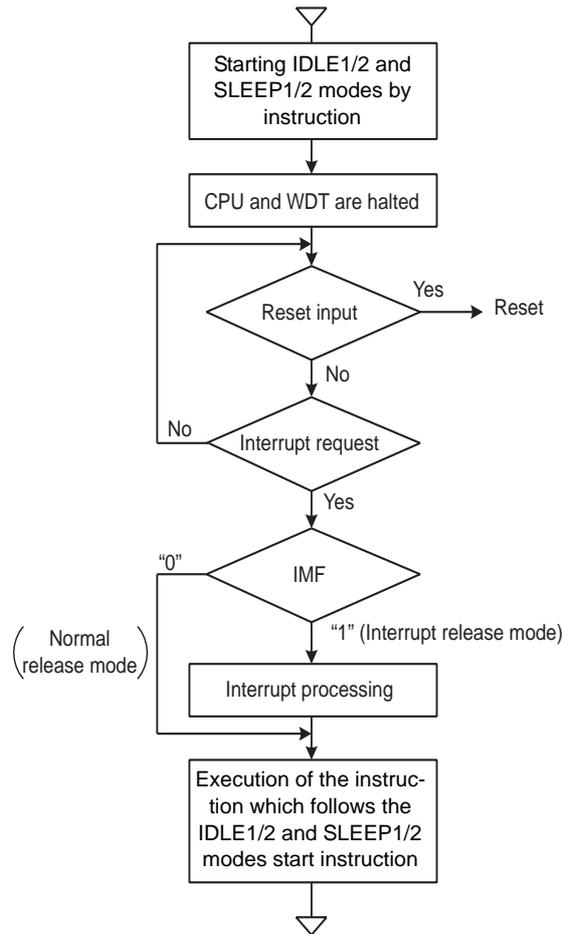 Starting IDLE1/2 and
SLEEP1/2 modes by
instruction
CPU and WDT are halted
Reset input
Yes
Reset
No
Interrupt request
No
Yes
IMF
“0”
Normal
release mode
“1” (Interrupt release mode)
Interrupt processing
Execution of the instruc-
tion which follows the
IDLE1/2 and SLEEP1/2
modes start instruction